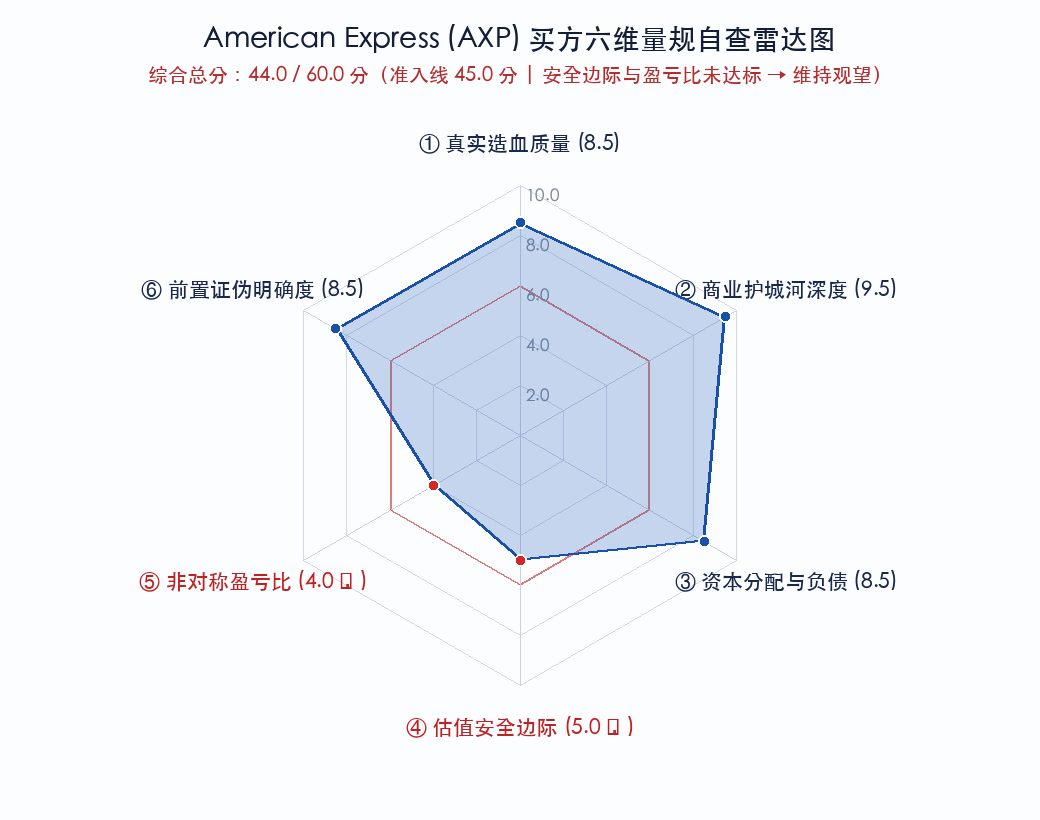 American Express (AXP) 买方六维量规自查雷达图
综合总分：44.0 / 60.0 分（准入线 45.0 分 | 安全边际与盈亏比未达标 → 维持观望）
① 真实造血质量 (8.5)
10.0
8.0
⑥ 前置证伪明确度 (8.5)
② 商业护城河深度 (9.5)
6.0
4.0
2.0
⑤ 非对称盈亏比 (4.0 )
③ 资本分配与负债 (8.5)
④ 估值安全边际 (5.0 )